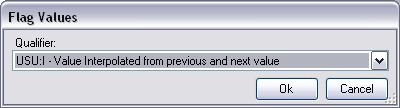 Flag Values
Qualifier:
USU:I - Value Interpolated from previous and next value
Ok
Cancel